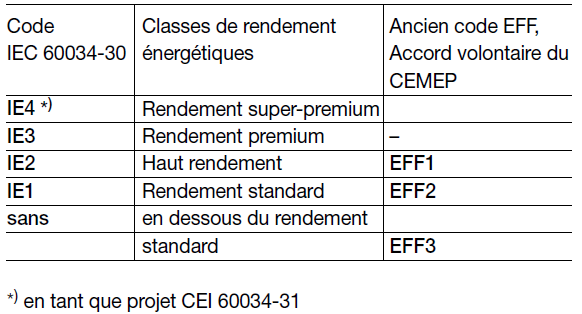 Code Classes de rendement Ancien code EFF,
IEC 60034-30 énergétiques Accord volontaire du
CEMEP
IE4 *) Rendement super-premium
IE3 Rendement premium –
IE2 Haut rendement EFF1
IE1 Rendement standard EFF2
sans en dessous du rendement
standard EFF3
*) en tant que projet CEI 60034-31